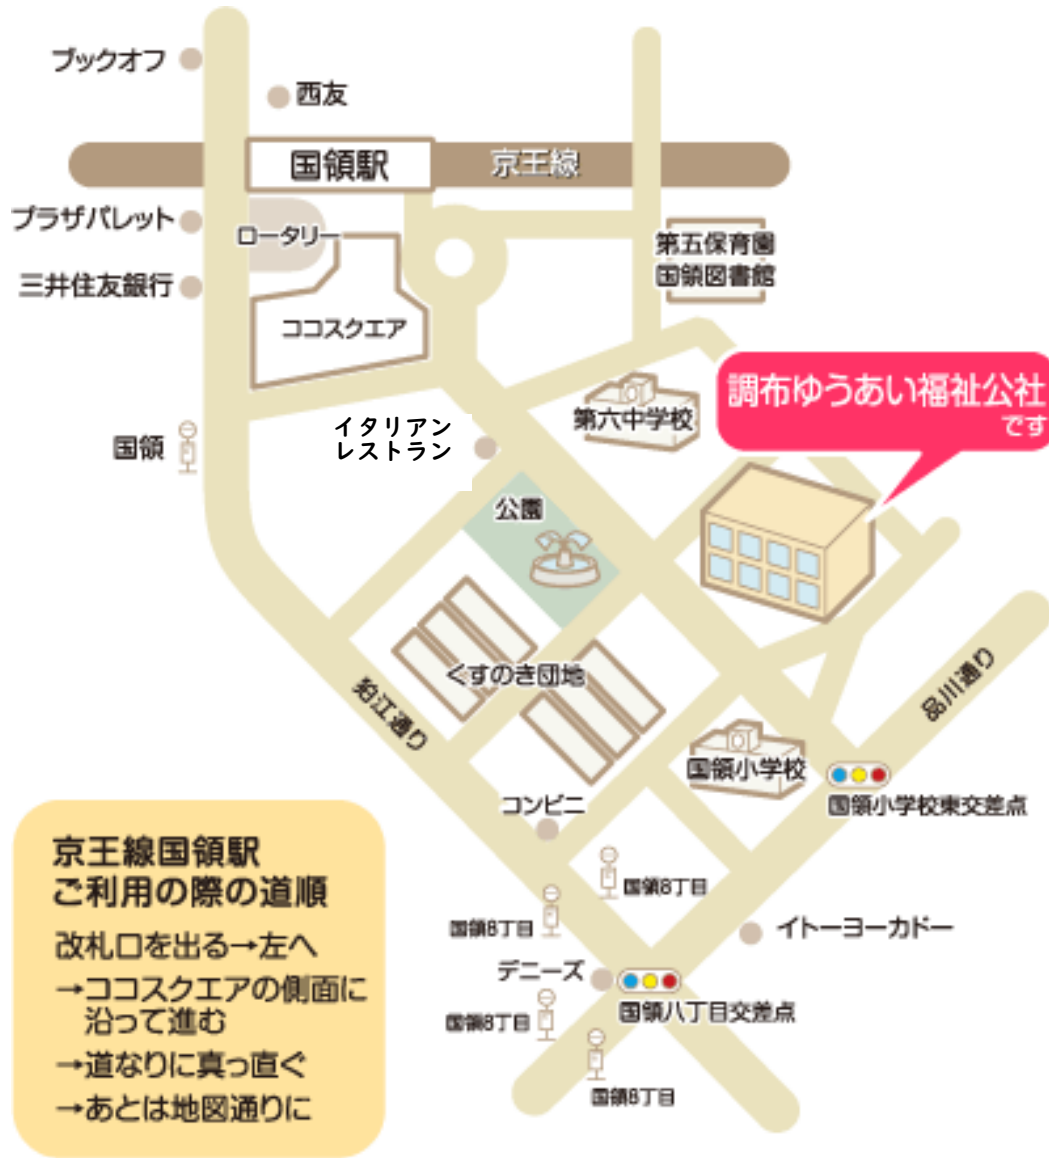 ブックオフ
西友
国領駅
京王線
プラザパレット
ロータリー
第五保育園
国領図書館
三井住友銀行
ココスクエア
調布ゆうあい福祉公社
です
第六中学校
イタリアン
レストラン
国領
公園
くすのき団地
狛江通り
品川通り
国領小学校
コンビニ
国領小学校東交差点
京王線国領駅
ご利用の際の道順
改札口を出る→左へ
→ココスクエアの側面に
沿って進む
→道なりに真っ直ぐ
→あとは地図通りに
国領8丁目
国領8丁目
イトーヨーカドー
デニーズ
国領八丁目交差点
国領8丁目
国領8丁目